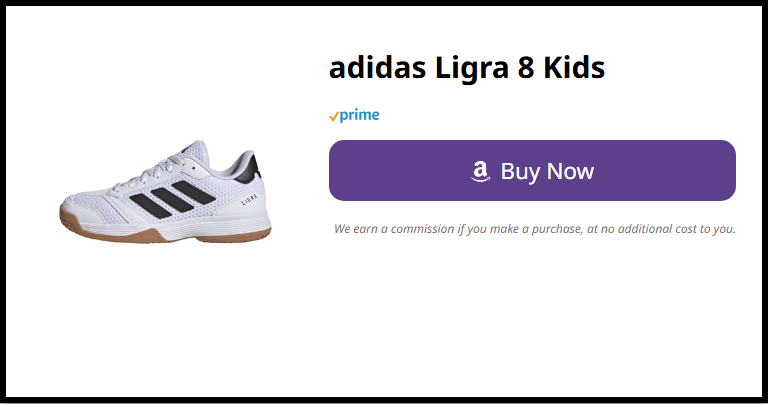 adidas Ligra 8 Kids
prime
Buy Now
We earn a commission if you make a purchase, at no additional cost to you.
LIGRA